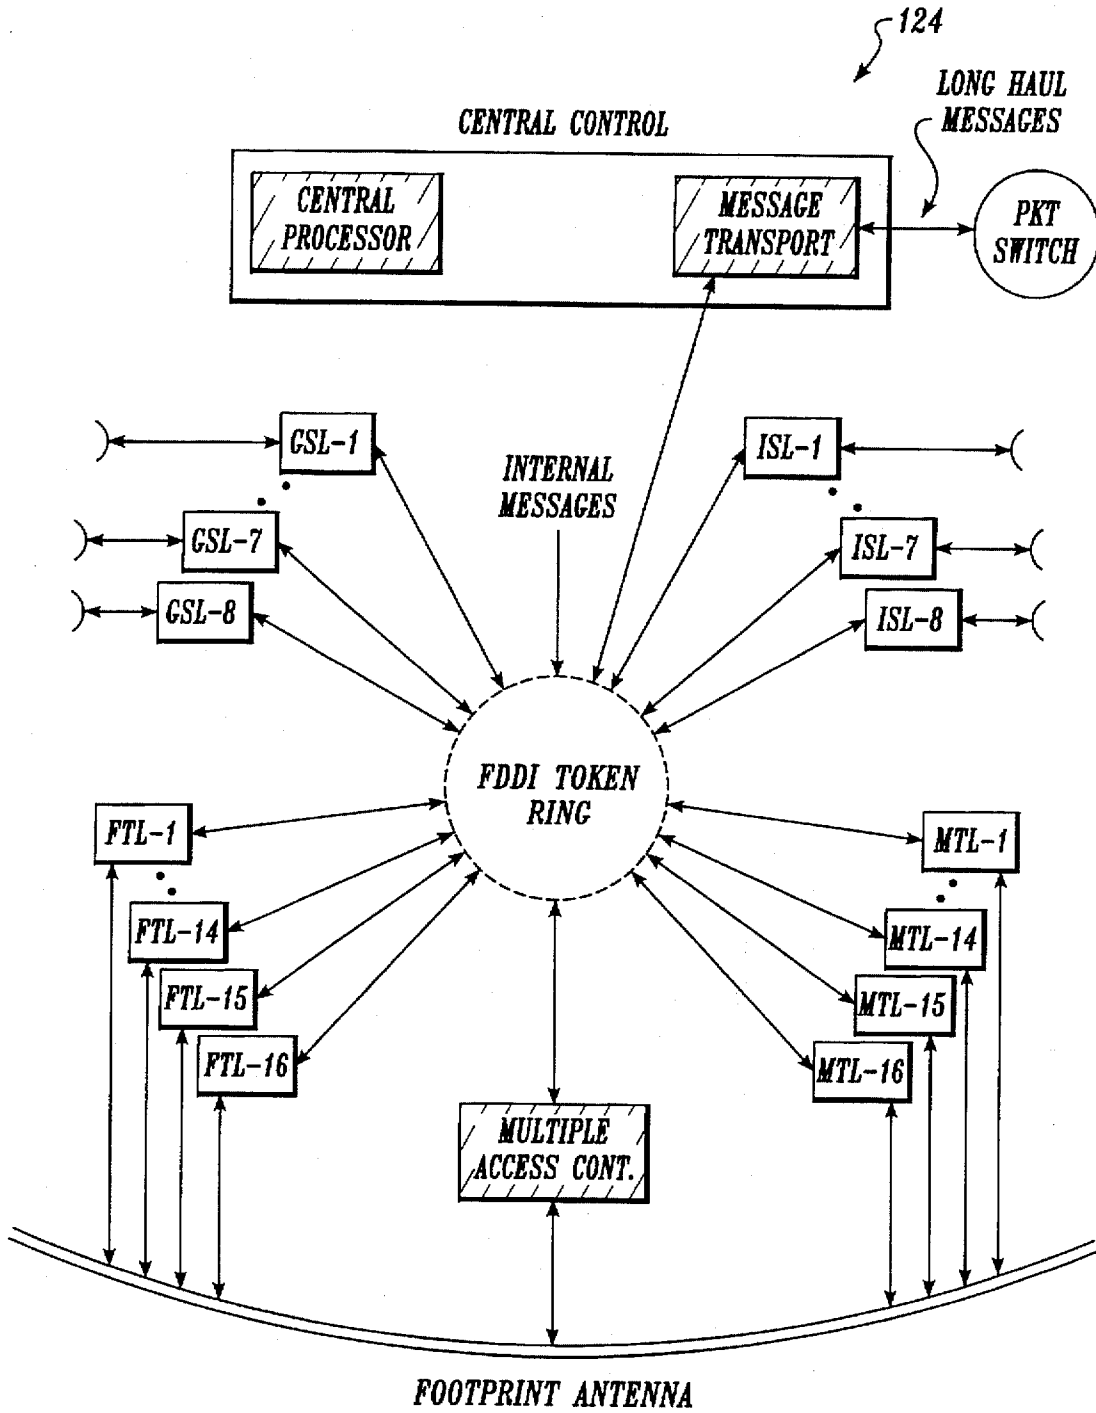 124
LONG HAUL
MESSAGES
CENTRAL CONTROL
CENTRAL
PROCESSOR
MESSAGE
TRANSPORT
PKT
SWITCH
GSL-1
ISL-1
INTERNAL
MESSAGES
GSL-7
ISL-7
GSL-8
ISL-8
FDDI TOKEN
RING
FTL-1
MTL-1
FTL-14
MTL-14
FTL-15
MTL-15
FTL-16
MTL-16
MULTIPLE
ACCESS CONT.
FOOTPRINT ANTENNA